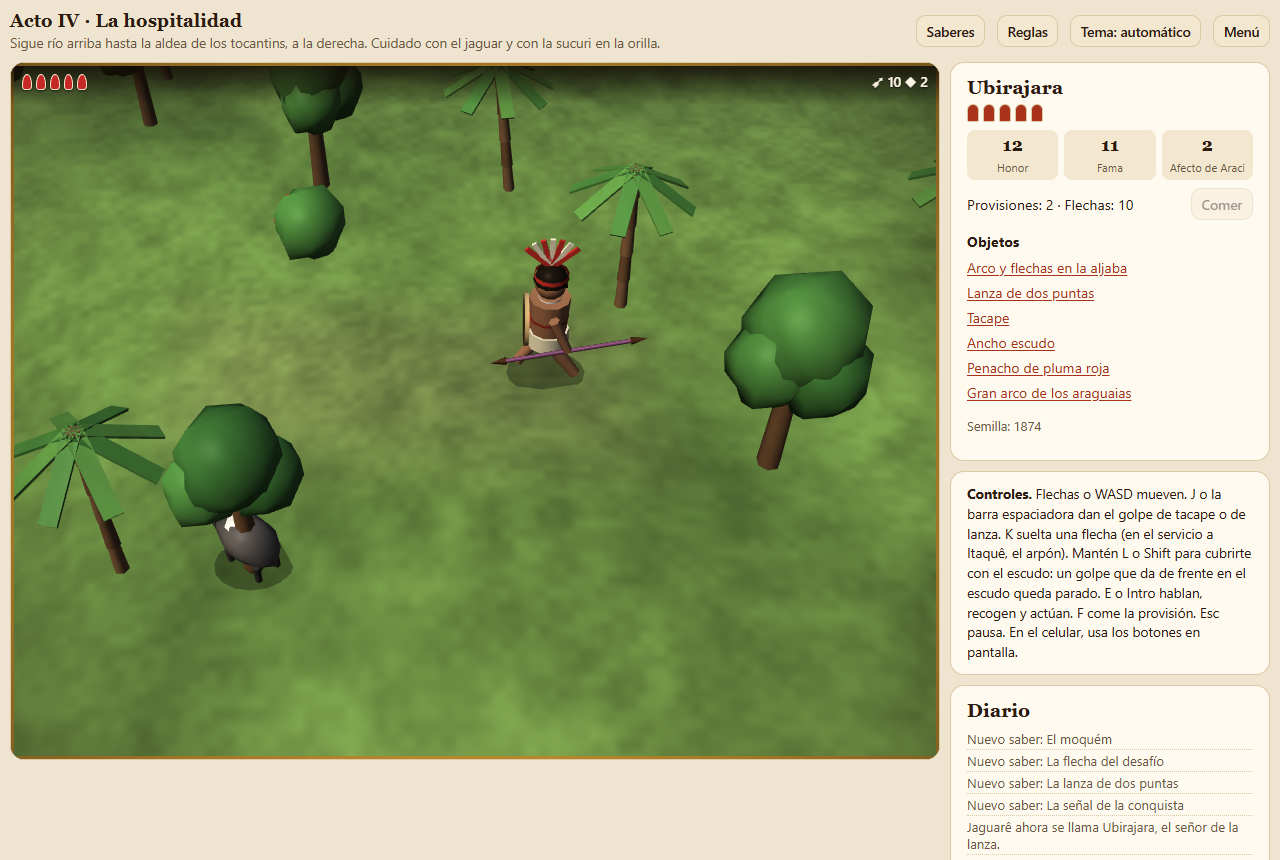 Acto IV · La hospitalidad
Sigue río arriba hasta la aldea de los tocantins, a la derecha. Cuidado con el jaguar y con la sucuri en la orilla.
Saberes
Reglas
Tema: automático
Menú
10 ◆ 2
Ubirajara
12
Honor
11
Fama
2
Afecto de Araci
Provisiones: 2 · Flechas: 10
Comer
Objetos
Arco y flechas en la aljaba
Lanza de dos puntas
Tacape
Ancho escudo
Penacho de pluma roja
Gran arco de los araguaias
Semilla: 1874
Controles. Flechas o WASD mueven. J o la
barra espaciadora dan el golpe de tacape o de
lanza. K suelta una flecha (en el servicio a
Itaquê, el arpón). Mantén L o Shift para cubrirte
con el escudo: un golpe que da de frente en el
escudo queda parado. E o Intro hablan,
recogen y actúan. F come la provisión. Esc
pausa. En el celular, usa los botones en
pantalla.
Diario
Nuevo saber: El moquém
Nuevo saber: La flecha del desafío
Nuevo saber: La lanza de dos puntas
Nuevo saber: La señal de la conquista
Jaguarê ahora se llama Ubirajara, el señor de la
lanza.